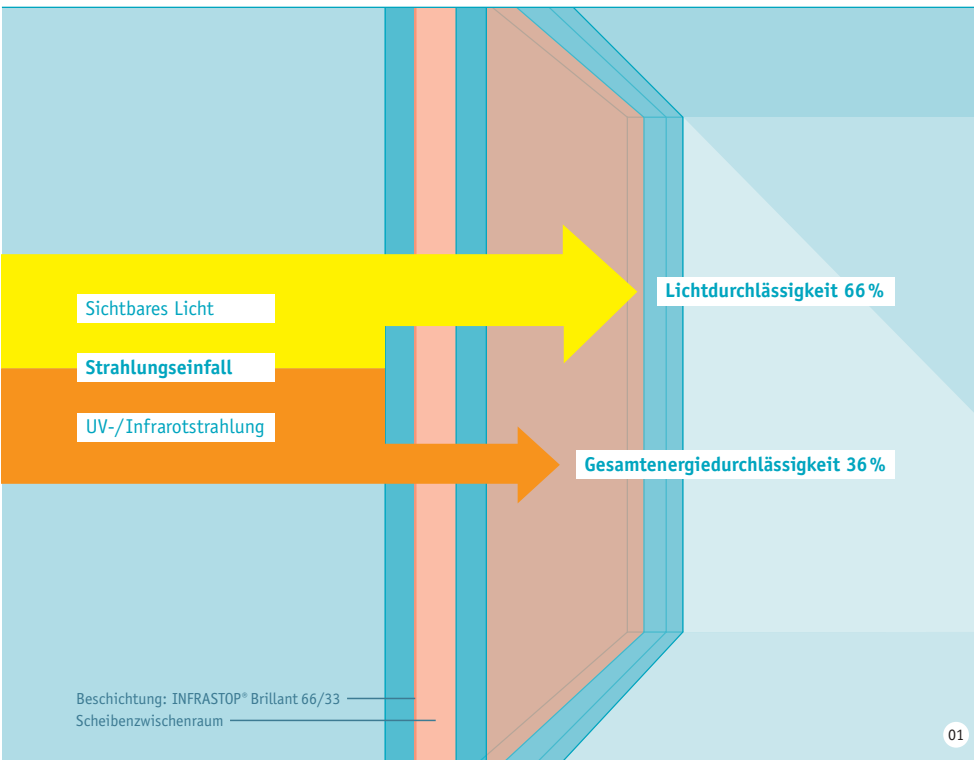 Sichtbares Licht
Lichtdurchlässigkeit 66 %
Strahlungseinfall
UV-/Infrarotstrahlung
Gesamtenergiedurchlässigkeit 36 %
Beschichtung: INFRASTOP® Brillant 66/33
Scheibenzwischenraum
01